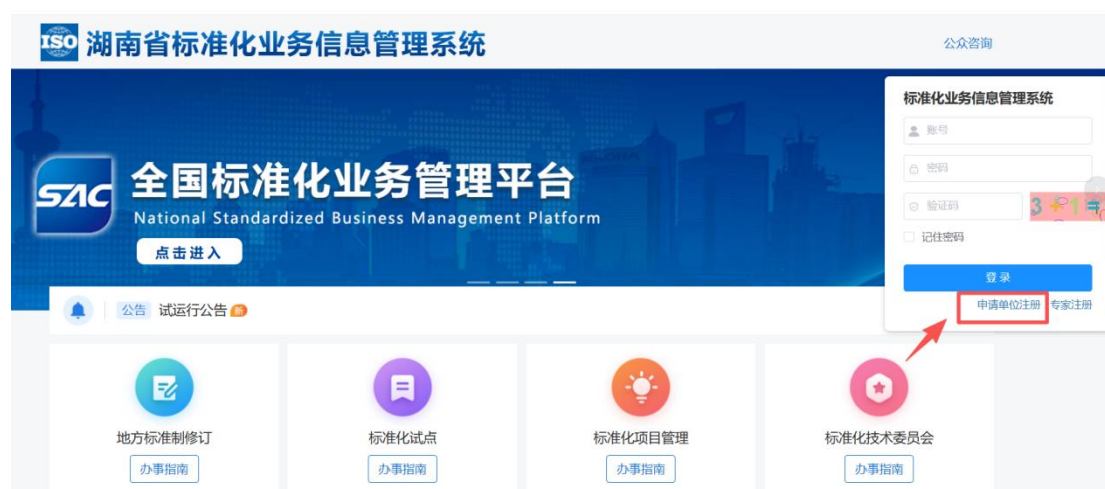 ISO 湖南省标准化业务信息管理系统
公众咨询
SAC 全国标准化业务管理平台
National Standardized Business Management Platform
点击进入
标准化业务信息管理系统
账号
密码
验证码
3+1=
记住密码
登录
申请单位注册 专家注册
公告 试运行公告 新
地方标准制修订 标准化试点 标准化项目管理 标准化技术委员会
办事指南 办事指南 办事指南 办事指南